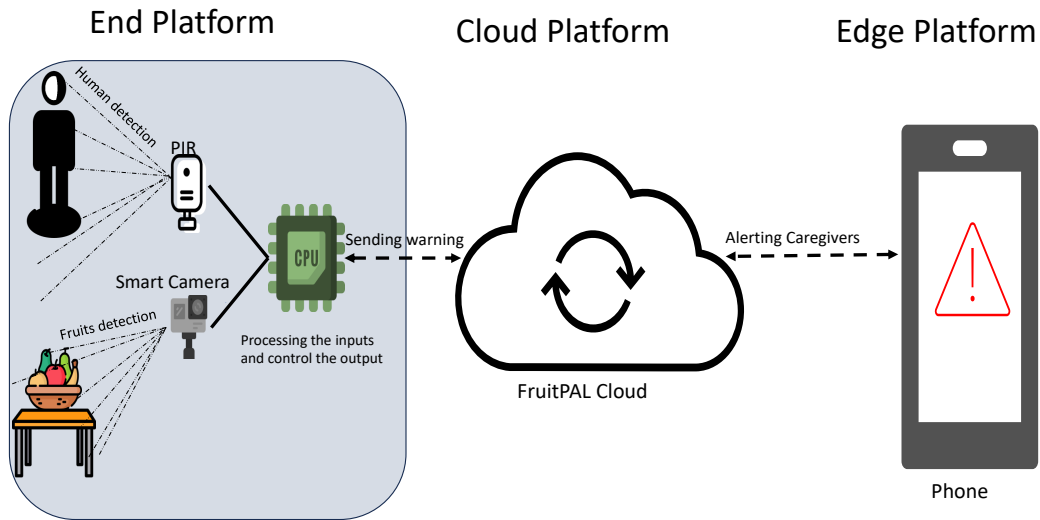 End Platform
Cloud Platform
Edge Platform
Human detection
PIR
CPU
Sending warning
Alerting Caregivers
Smart Camera
Fruits detection
Processing the inputs
and control the output
FruitPAL Cloud
Phone